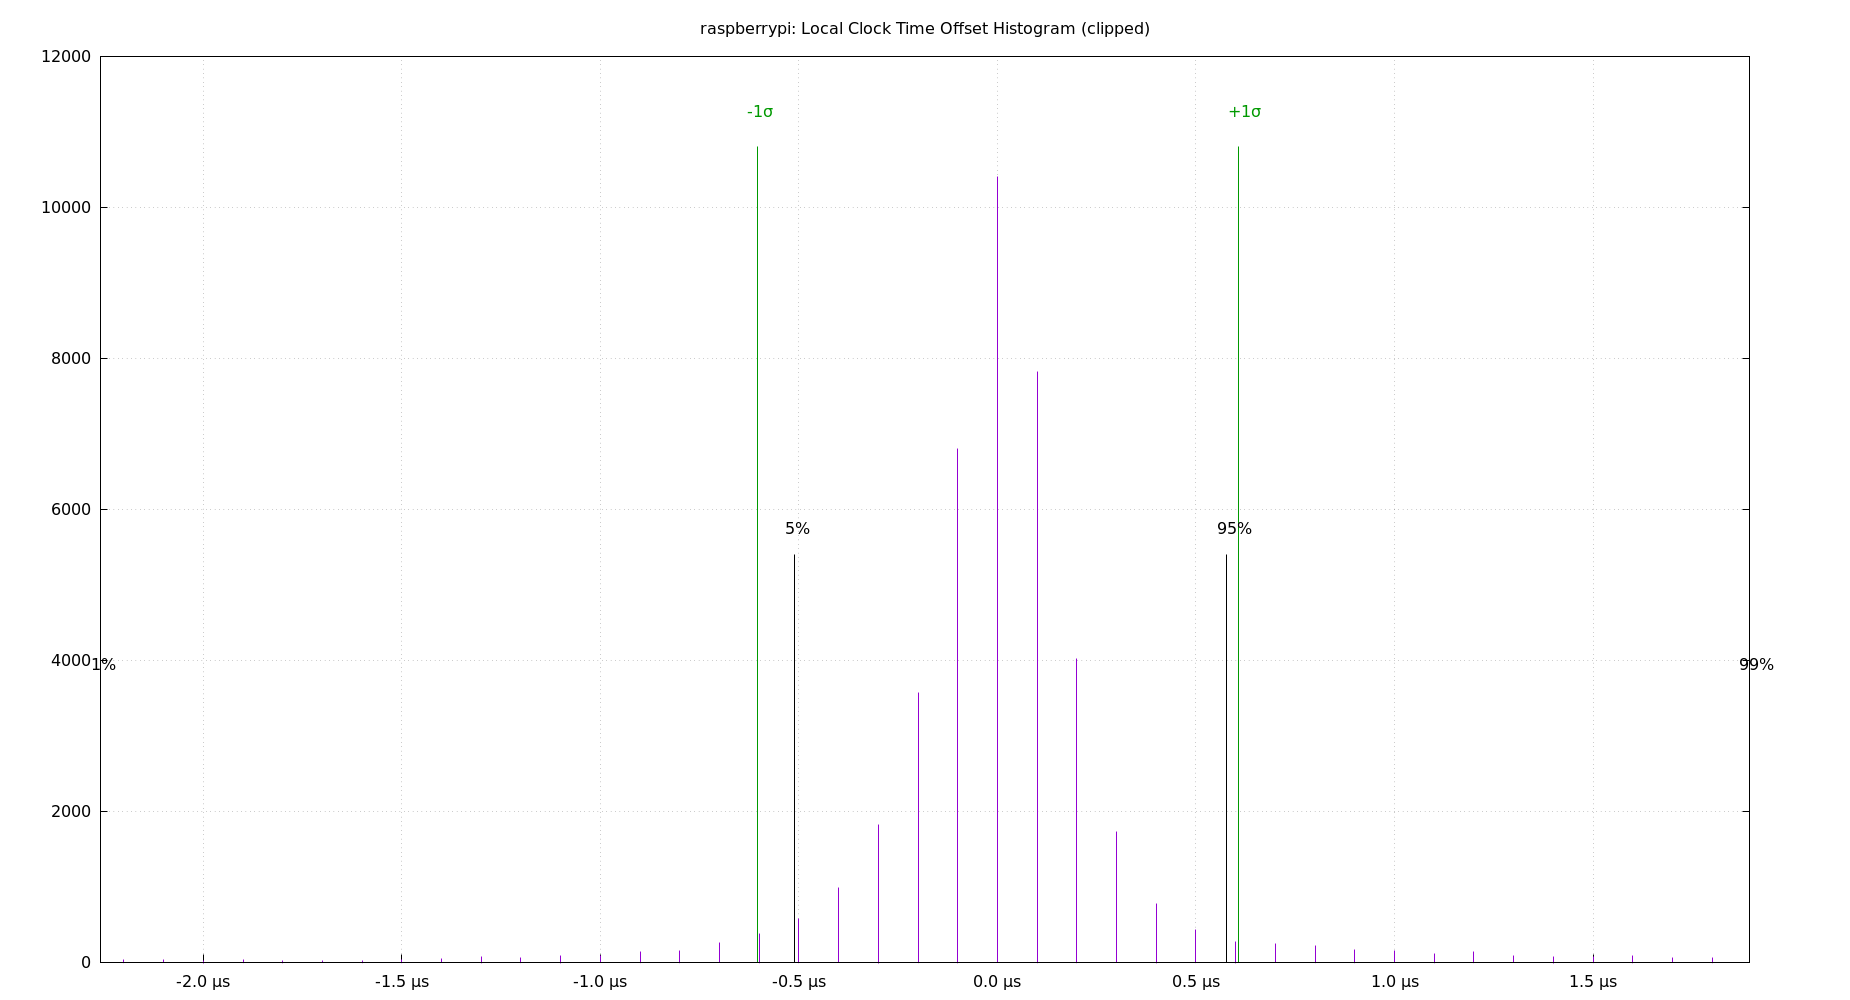 raspberrypi: Local Clock Time Offset Histogram (clipped)
12000
-1σ
+1σ
10000
8000
6000
5%
95%
4000
1%
99%
2000
0
-2.0 µs
-1.5 µs
-1.0 µs
-0.5 µs
0.0 µs
0.5 µs
1.0 µs
1.5 µs